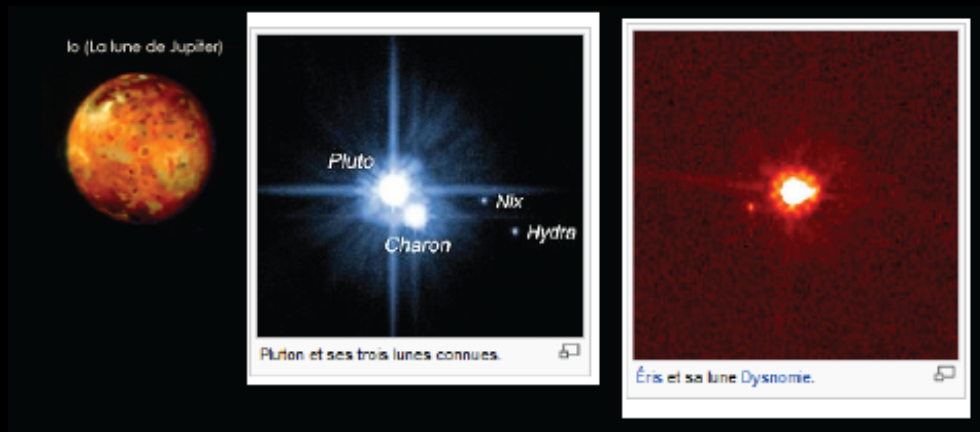 Io (La lune de Jupiter)
Pluto
Nix
Hydra
Charon
Pluton et ses trois lunes connues.
Éris et sa lune Dysnomie.